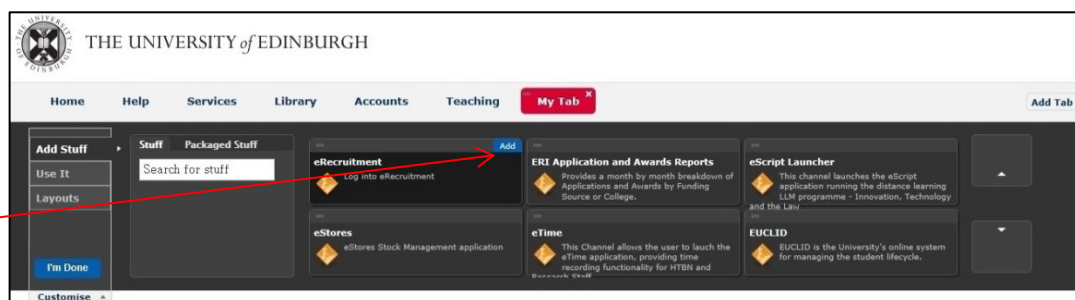 THE UNIVERSITY of EDINBURGH
Home Help Services Library Accounts Teaching My Tab Add Tab
Add Stuff
Use It
Layouts
I'm Done
Customise
Stuff Packaged Stuff
Search for stuff
Add
eRecruitment
Log into eRecruitment
ERI Application and Awards Reports
Provides a month by month breakdown of
Applications and Awards by Funding
Source or College.
eScript Launcher
This channel launches the eScript
application running the distance learning
LLM programme - Innovation, Technology
and the Law
eStores
eStores Stock Management application
eTime
This Channel allows the user to lauch the
eTime application, providing time
recording functionality for HTBN and
Research Staff
EUCLID
EUCLID is the University's online system
for managing the student lifecycle.